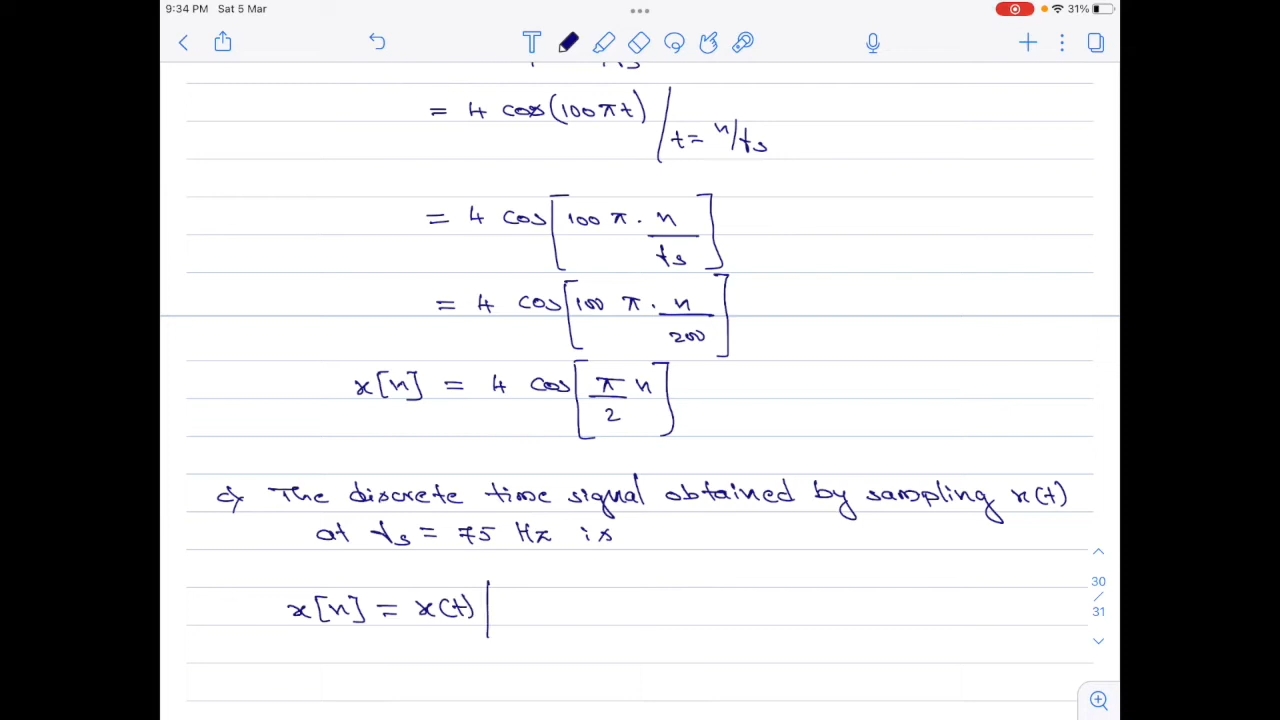 9:34 PM Sat 5 Mar
31%
= 4 cos(100πt) | t = n/fs
= 4 cos[100 π · n/fs]
= 4 cos[100 π · n/200]
x[n] = 4 cos[π/2 n]
c) The discrete time signal obtained by sampling x(t)
at fs = 75 Hz is
x[n] = x(t) |
30
/
31